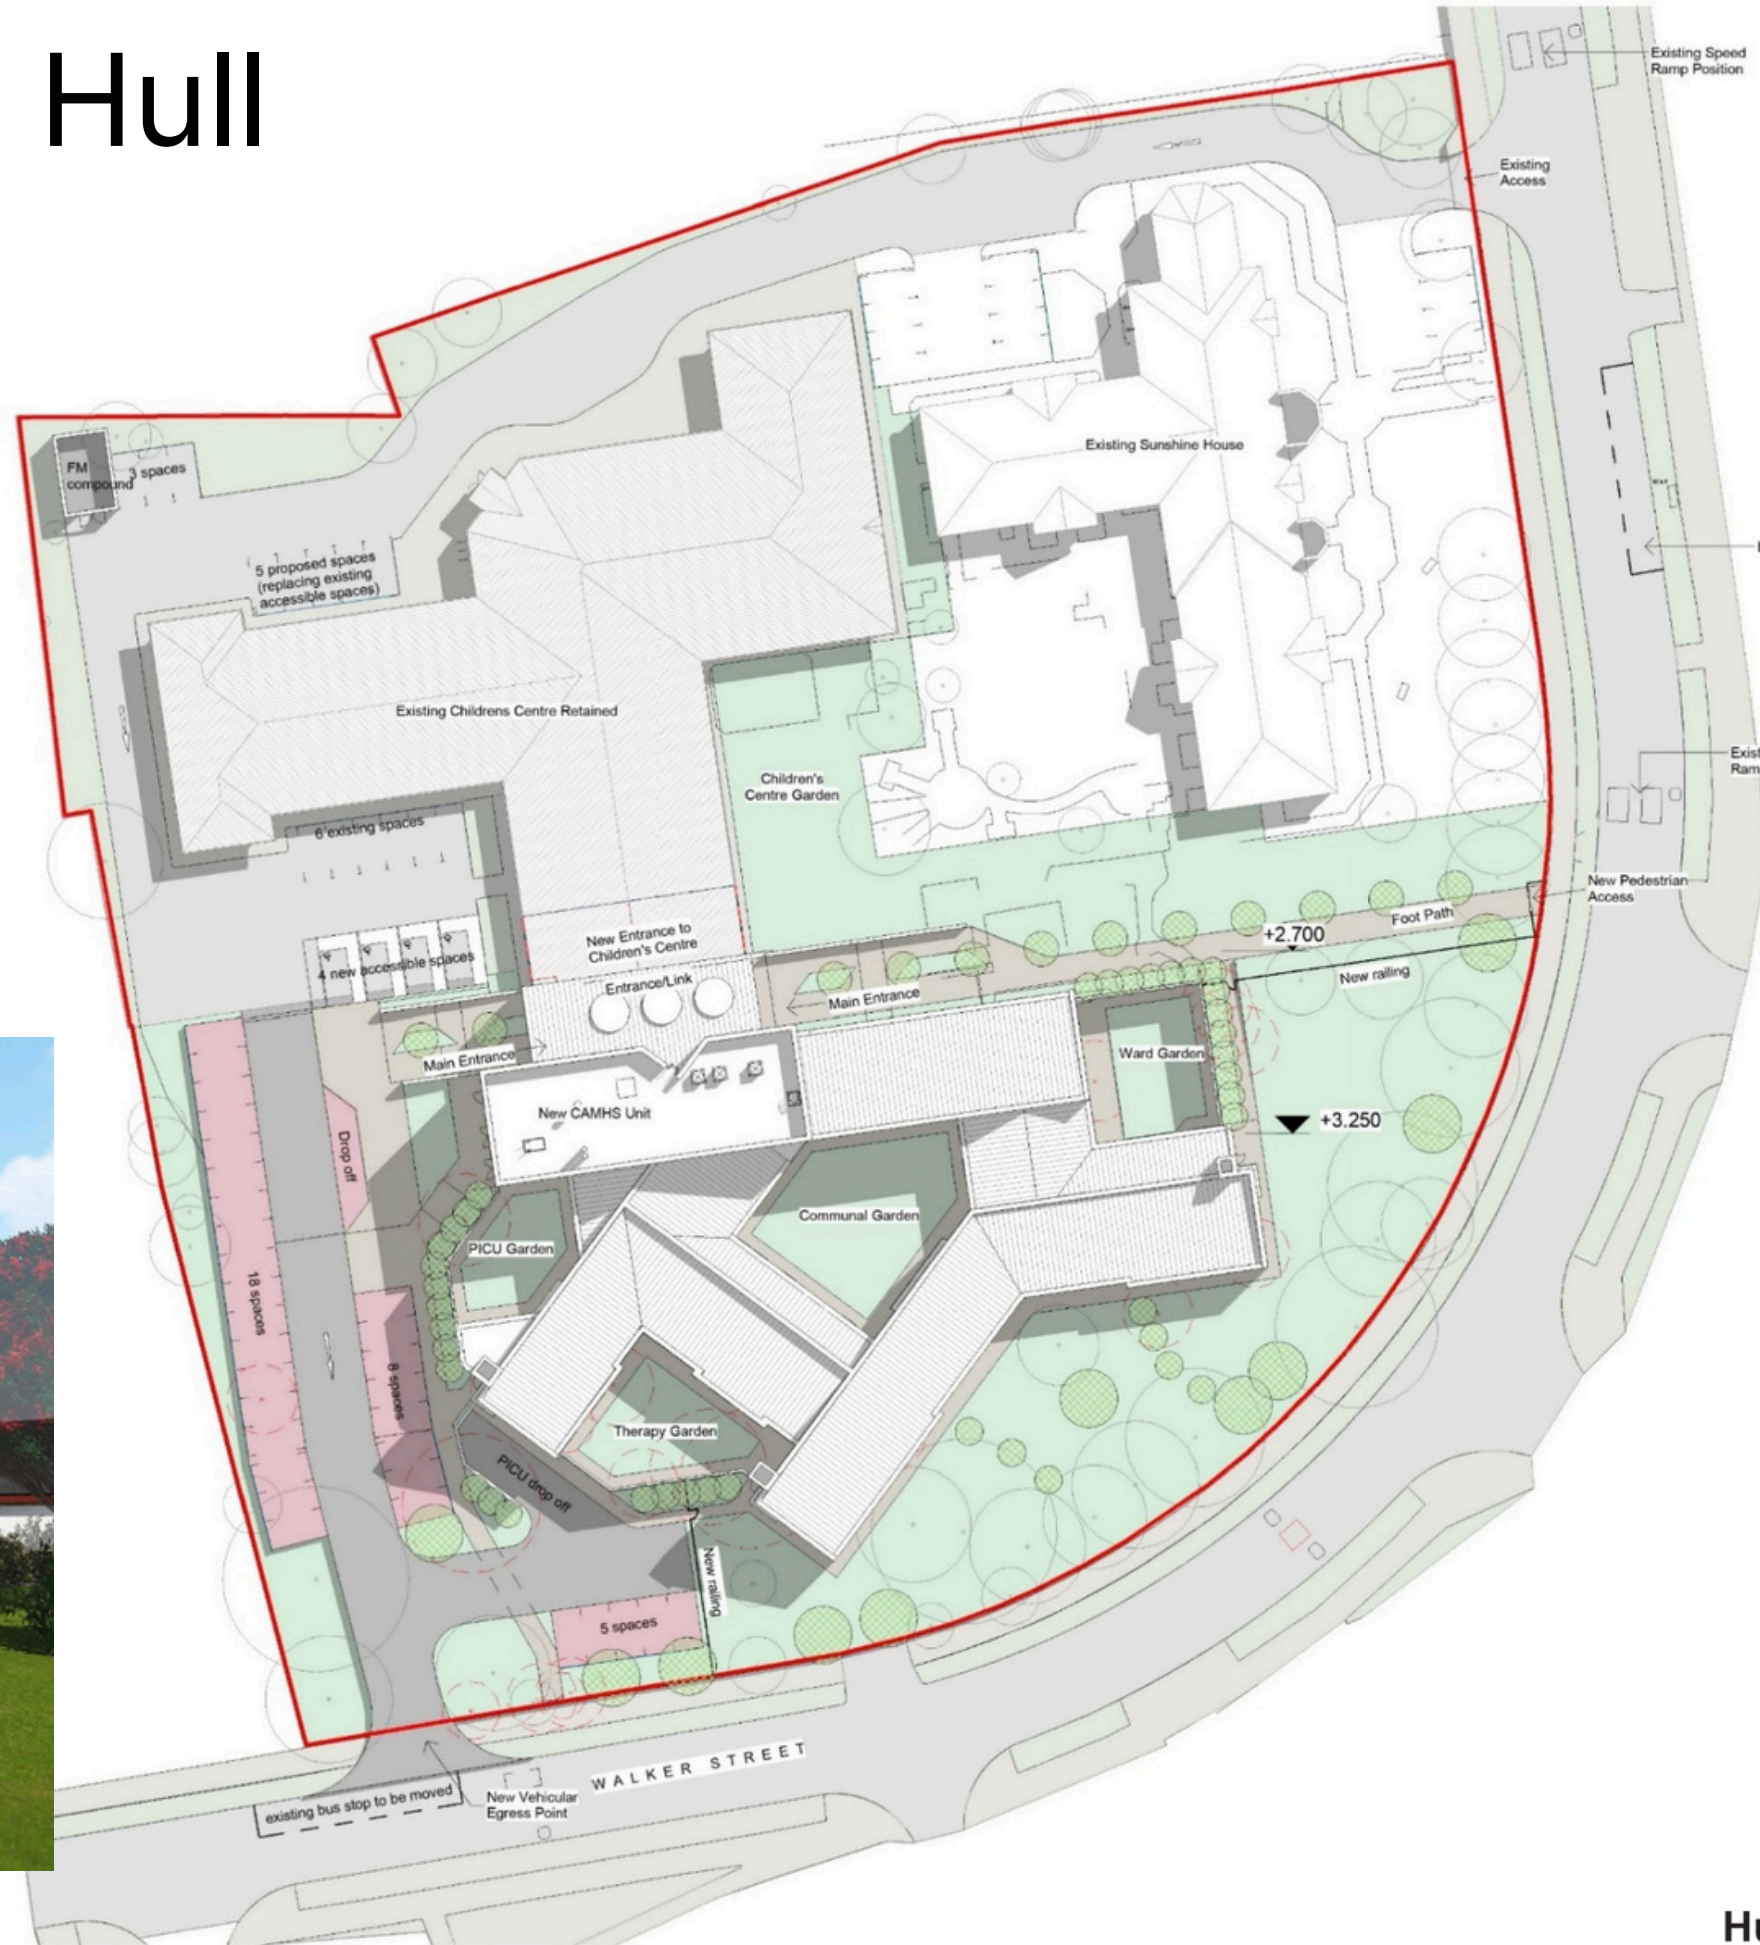 Hull
Existing Speed
Ramp Position
Existing
Access
Existing Sunshine House
FM
compound
3 spaces
5 proposed spaces
(replacing existing
accessible spaces)
Existing Childrens Centre Retained
Children's
Centre Garden
6 existing spaces
New Pedestrian
Access
Foot Path
+2.700
New Entrance to
Children's Centre
4 new accessible spaces
Entrance/Link
New railing
Main Entrance
Main Entrance
Ward Garden
New CAMHS Unit
+3.250
Drop off
Communal Garden
PICU Garden
18 spaces
8 spaces
Therapy Garden
PICU drop off
New railing
5 spaces
WALKER STREET
existing bus stop to be moved
New Vehicular
Egress Point